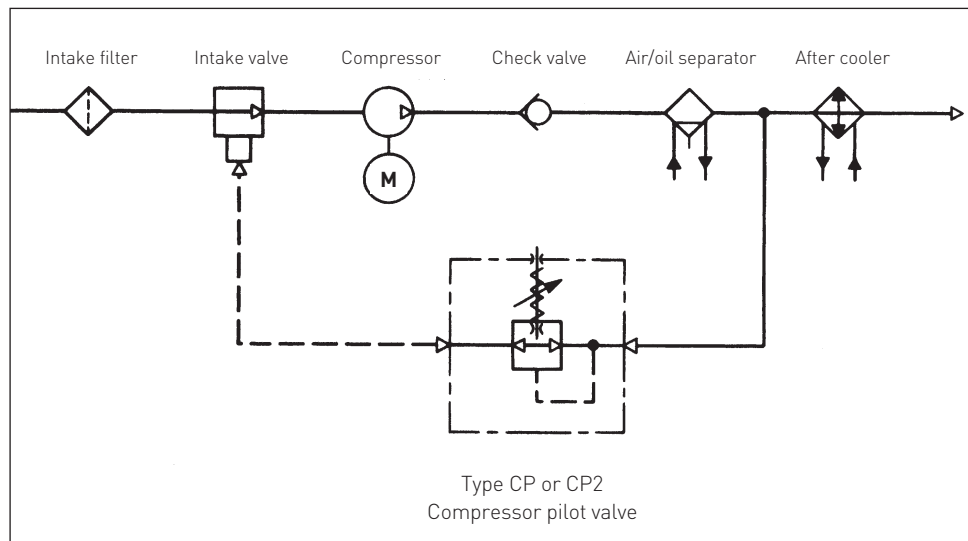 Intake filter
Intake valve
Compressor
Check valve
Air/oil separator
After cooler
M
Type CP or CP2
Compressor pilot valve